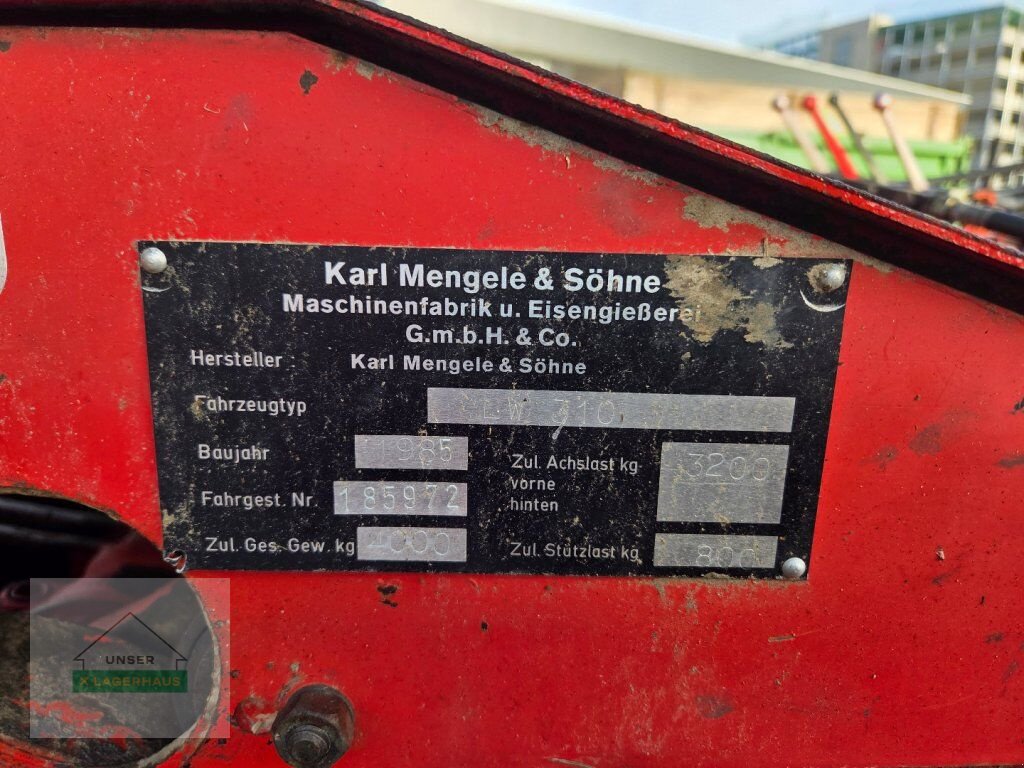 Karl Mengele & Söhne
Maschinenfabrik u. Eisengießerei
G.m.b.H. & Co.
Hersteller Karl Mengele & Söhne
Fahrzeugtyp LW 310
Baujahr 1985
Fahrgest. Nr. 185972
Zul. Ges. Gew. kg 4000
Zul. Achslast kg 3200
vorne
hinten
Zul. Stützlast kg 800
UNSER
X LAGERHAUS